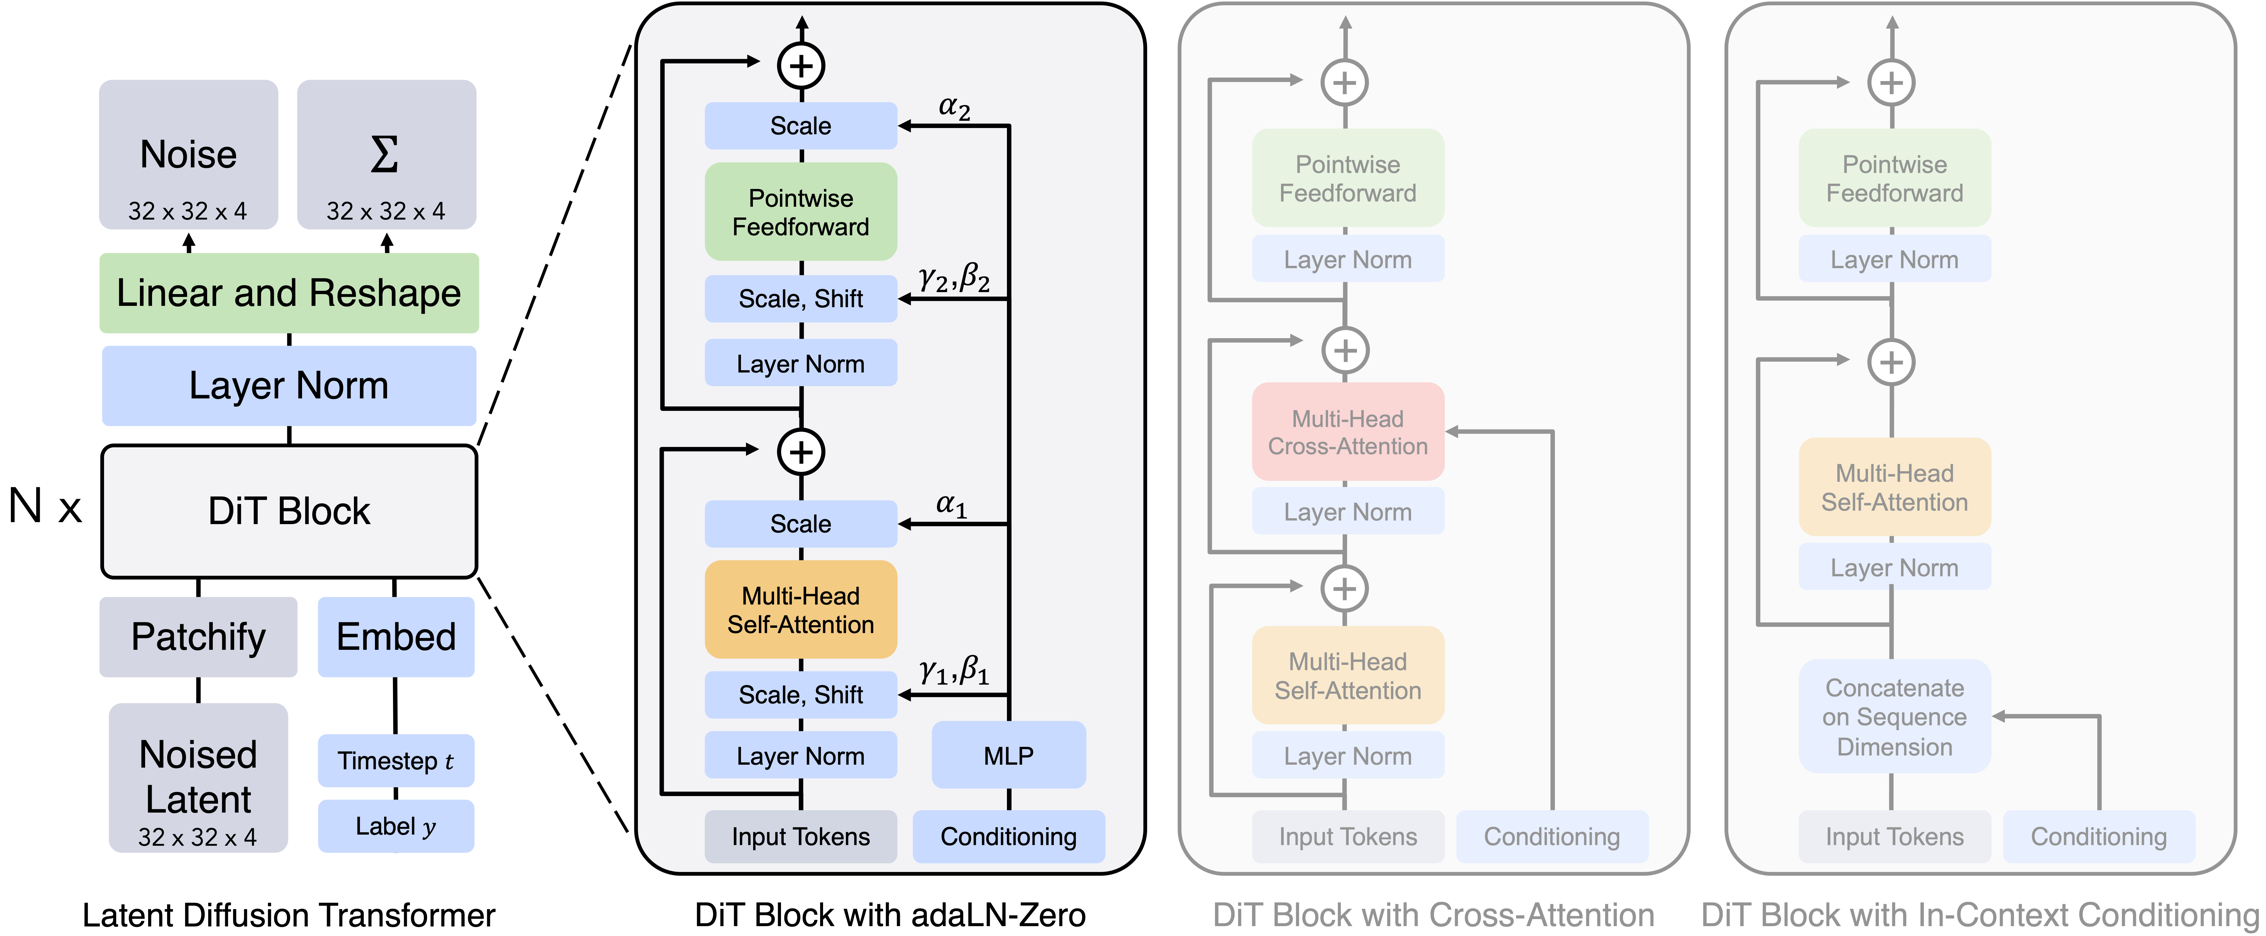 Noise
32 x 32 x 4
Σ
32 x 32 x 4
Linear and Reshape
Layer Norm
N x
DiT Block
Patchify
Embed
Noised
Latent
32 x 32 x 4
Timestep t
Label y
Latent Diffusion Transformer
+
Scale
α₂
Pointwise
Feedforward
Scale, Shift
γ₂,β₂
Layer Norm
+
Scale
α₁
Multi-Head
Self-Attention
Scale, Shift
γ₁,β₁
Layer Norm
MLP
Input Tokens
Conditioning
DiT Block with adaLN-Zero
+
Pointwise
Feedforward
Layer Norm
+
Multi-Head
Cross-Attention
Layer Norm
+
Multi-Head
Self-Attention
Layer Norm
Input Tokens
Conditioning
DiT Block with Cross-Attention
+
Pointwise
Feedforward
Layer Norm
+
Multi-Head
Self-Attention
Layer Norm
Concatenate
on Sequence
Dimension
Input Tokens
Conditioning
DiT Block with In-Context Conditioning